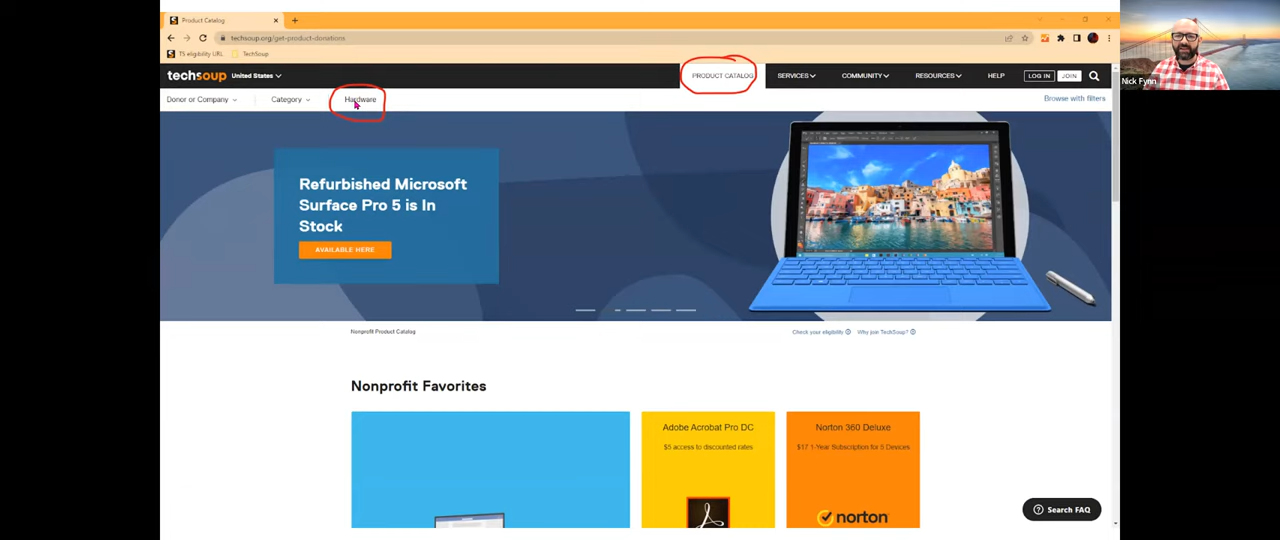 Product Catalog
techsoup.org/get-product-donations
TS eligibility URL
TechSoup
techsoup United States
PRODUCT CATALOG
SERVICES
COMMUNITY
RESOURCES
HELP
LOG IN
JOIN
Nick Fynn
Donor or Company
Category
Hardware
Browse with filters
Refurbished Microsoft
Surface Pro 5 is In
Stock
AVAILABLE HERE
Nonprofit Product Catalog
Check your eligibility
Why join TechSoup?
Nonprofit Favorites
Adobe Acrobat Pro DC
$5 access to discounted rates
Norton 360 Deluxe
$17 1-Year Subscription for 5 Devices
norton
Search FAQ